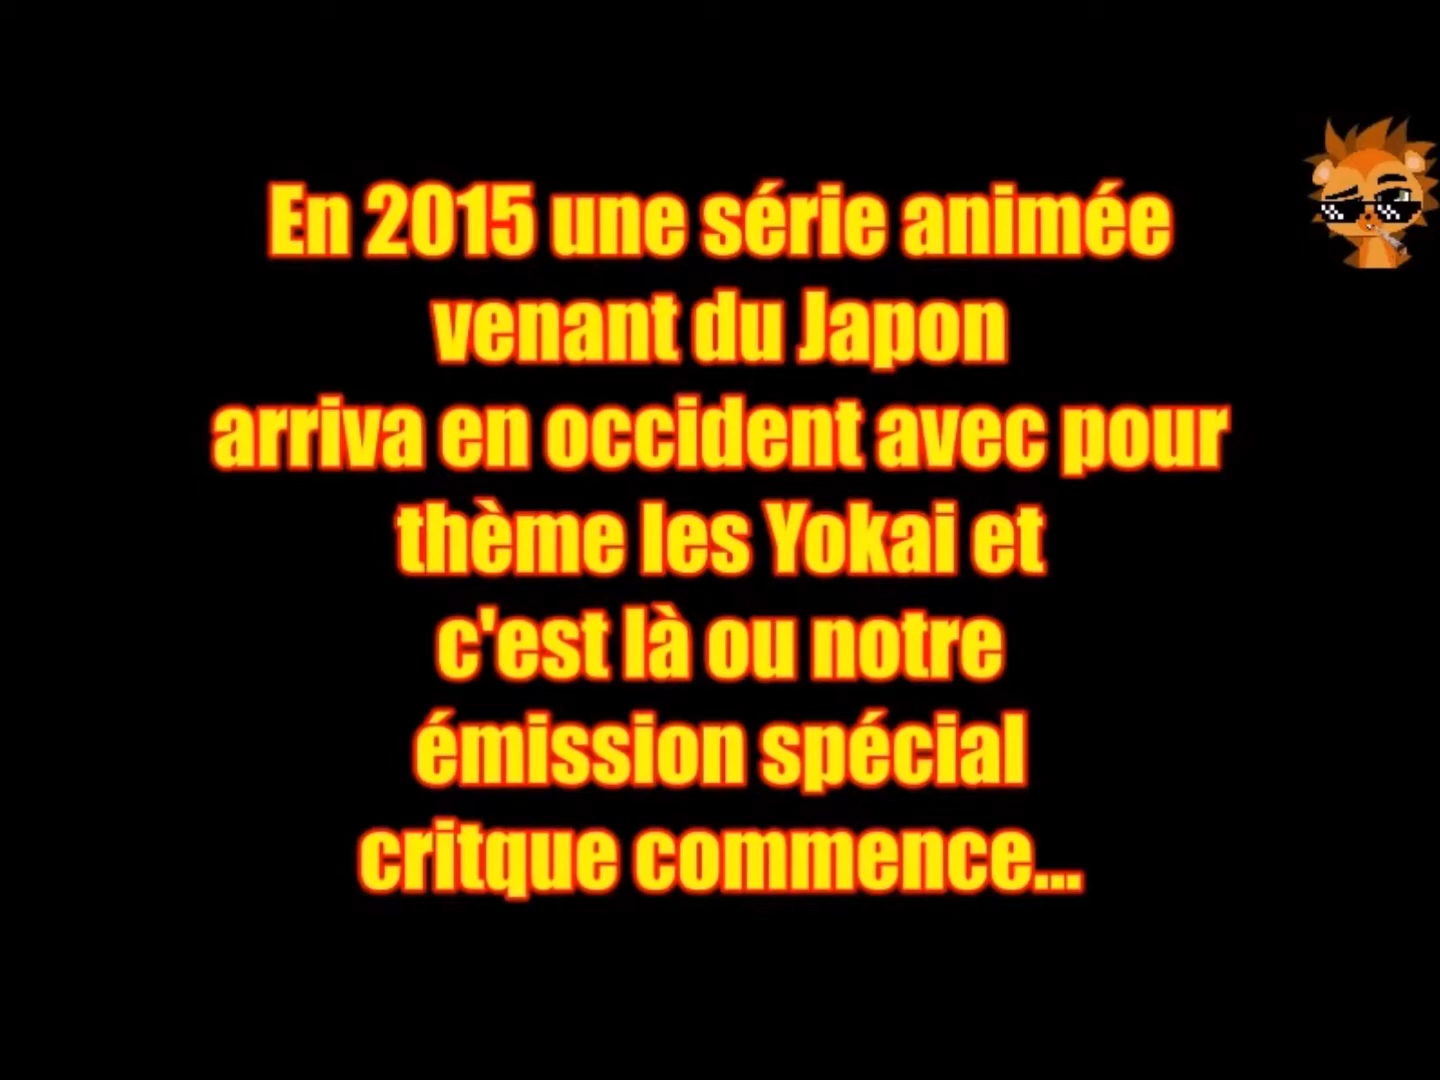 En 2015 une série animée
venant du Japon
arriva en occident avec pour
thème les Yokai et
c'est là ou notre
émission spécial
critque commence...